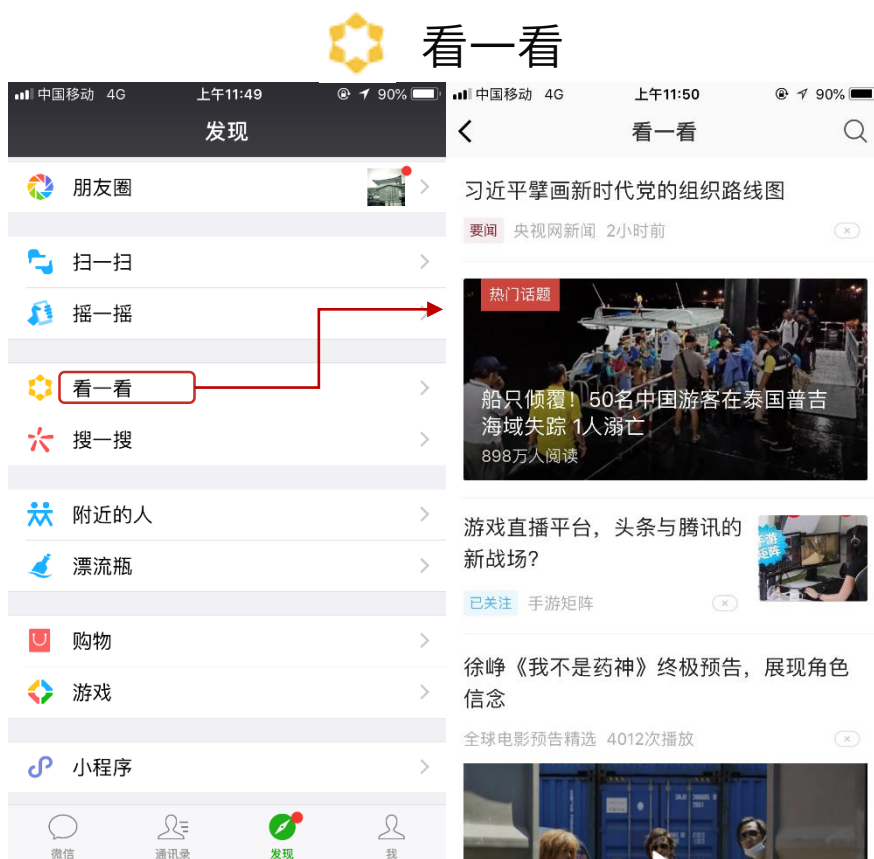 看一看
中国移动 4G 上午11:49 90%
发现
朋友圈
扫一扫
摇一摇
看一看
搜一搜
附近的人
漂流瓶
购物
游戏
小程序
微信 通讯录 发现 我
中国移动 4G 上午11:50 90%
看一看
习近平擘画新时代党的组织路线图
要闻 央视网新闻 2小时前
热门话题
船只倾覆！50名中国游客在泰国普吉
海域失踪 1人溺亡
898万人阅读
游戏直播平台，头条与腾讯的
新战场？
手游
矩阵
已关注 手游矩阵
徐峥《我不是药神》终极预告，展现角色
信念
全球电影预告精选 4012次播放